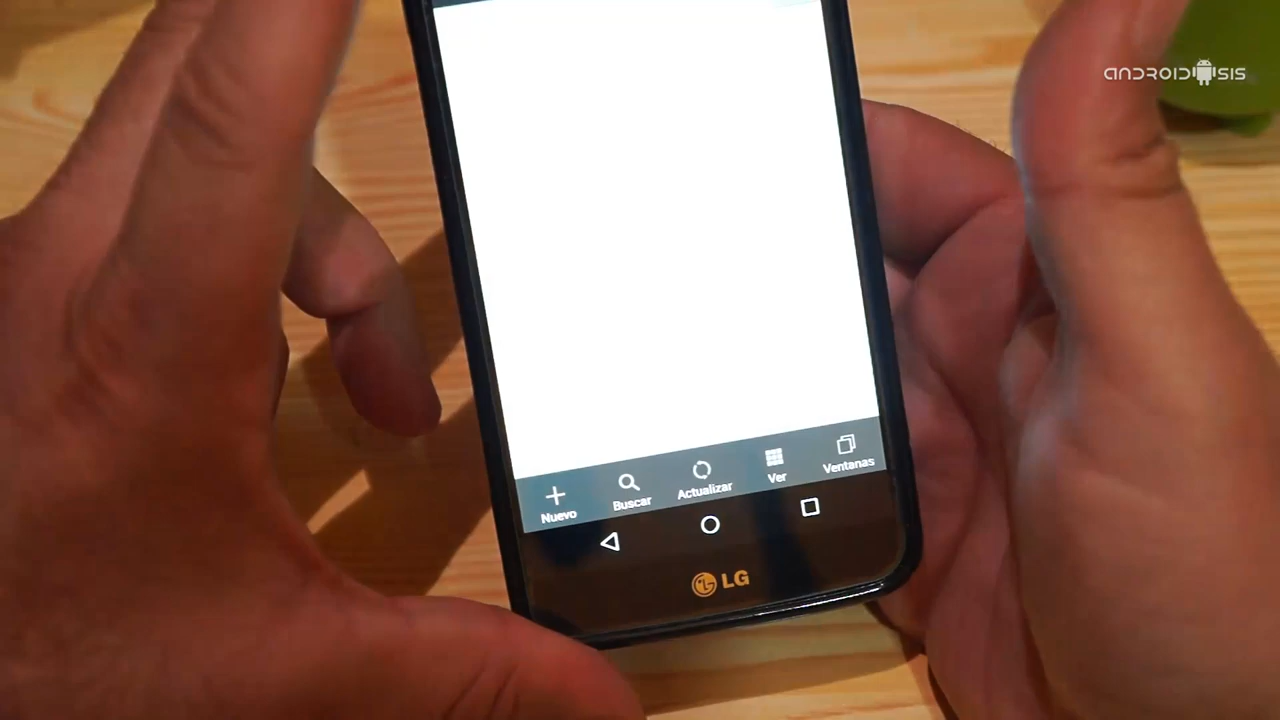 ANDROIDSIS
Nuevo
Buscar
Actualizar
Ver
Ventanas
LG